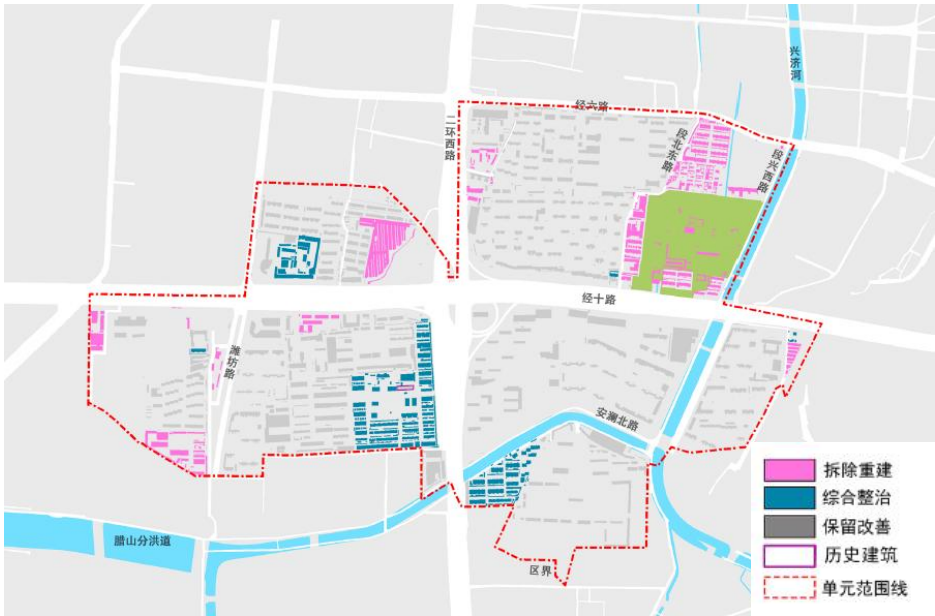 兴济河
经六路
二环西路
段北东路
段兴西路
经十路
潍坊路
安澜北路
腊山分洪道
区界
拆除重建
综合整治
保留改善
历史建筑
单元范围线